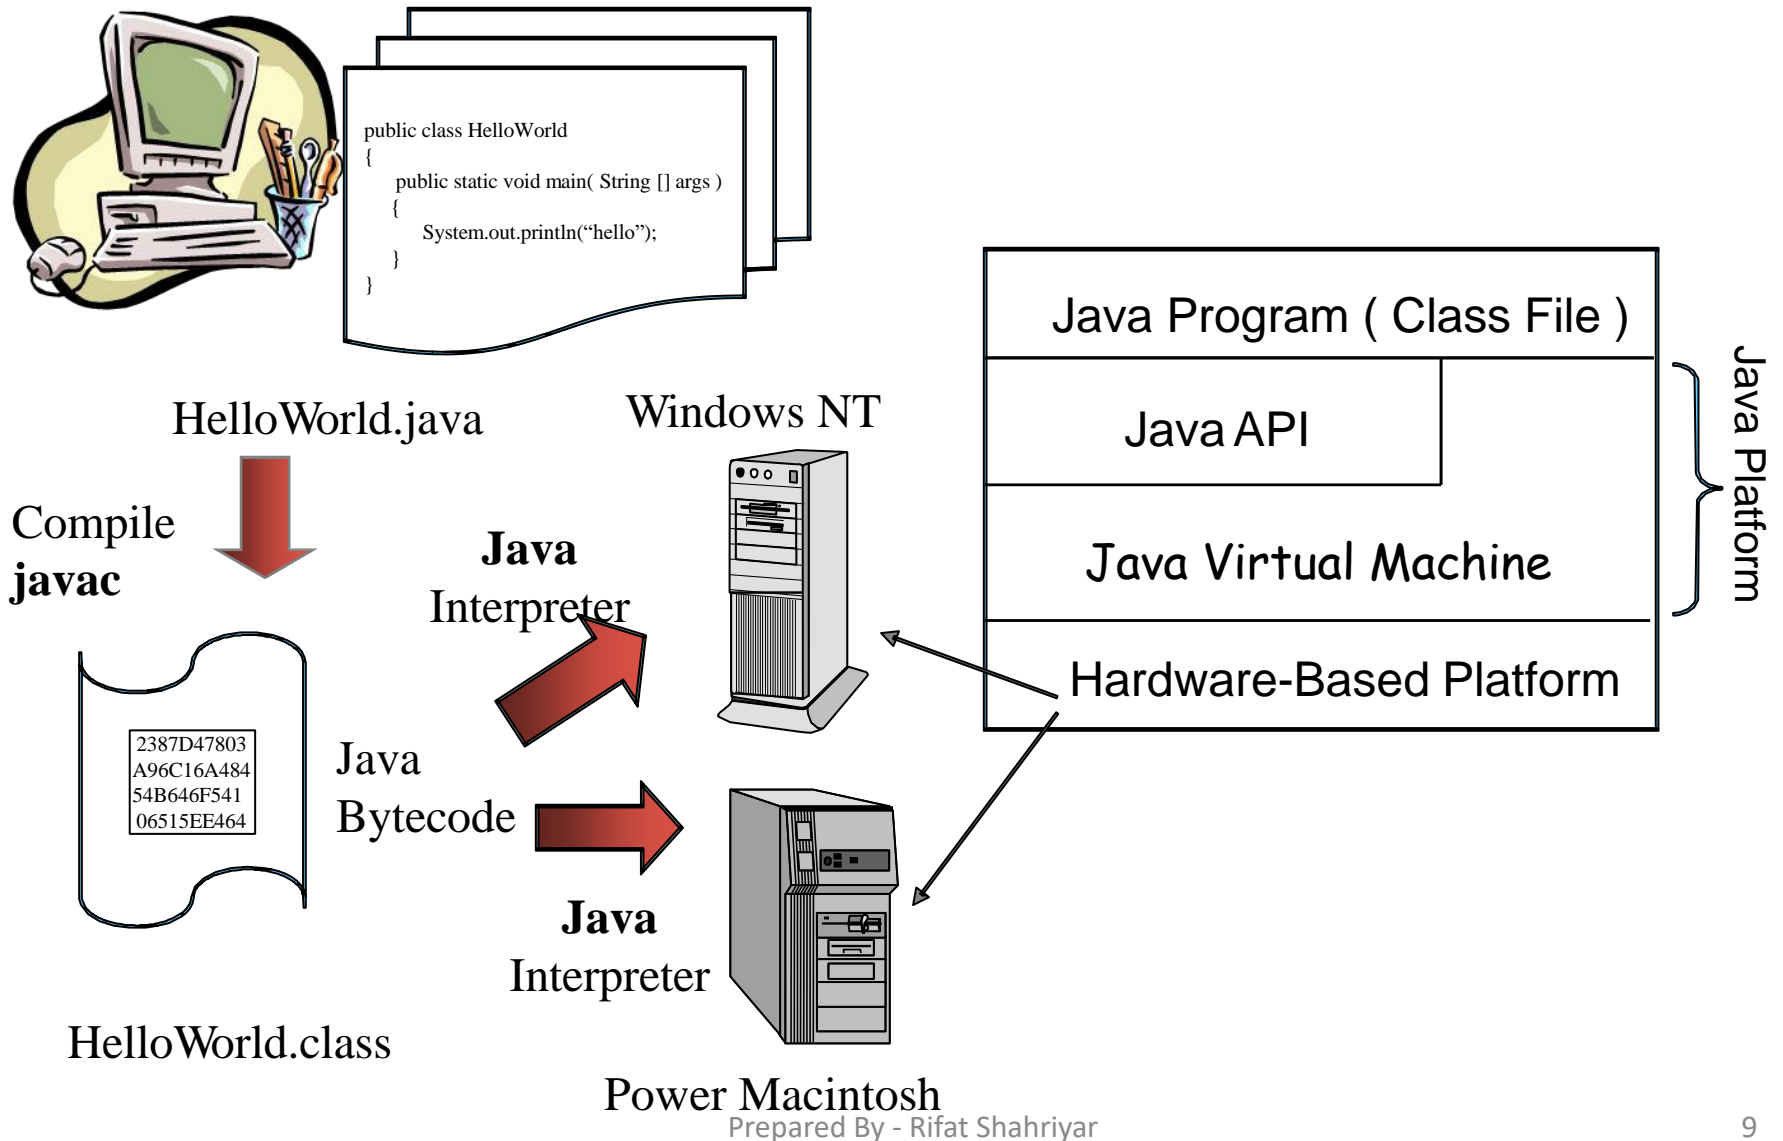 public class HelloWorld
{
public static void main( String [] args )
{
System.out.println(“hello”);
}
}
HelloWorld.java
Compile
javac
2387D47803
A96C16A484
54B646F541
06515EE464
Java
Bytecode
HelloWorld.class
Java
Interpreter
Windows NT
Java
Interpreter
Power Macintosh
Java Program ( Class File )
Java API
Java Virtual Machine
Hardware-Based Platform
Java Platform
Prepared By - Rifat Shahriyar
9